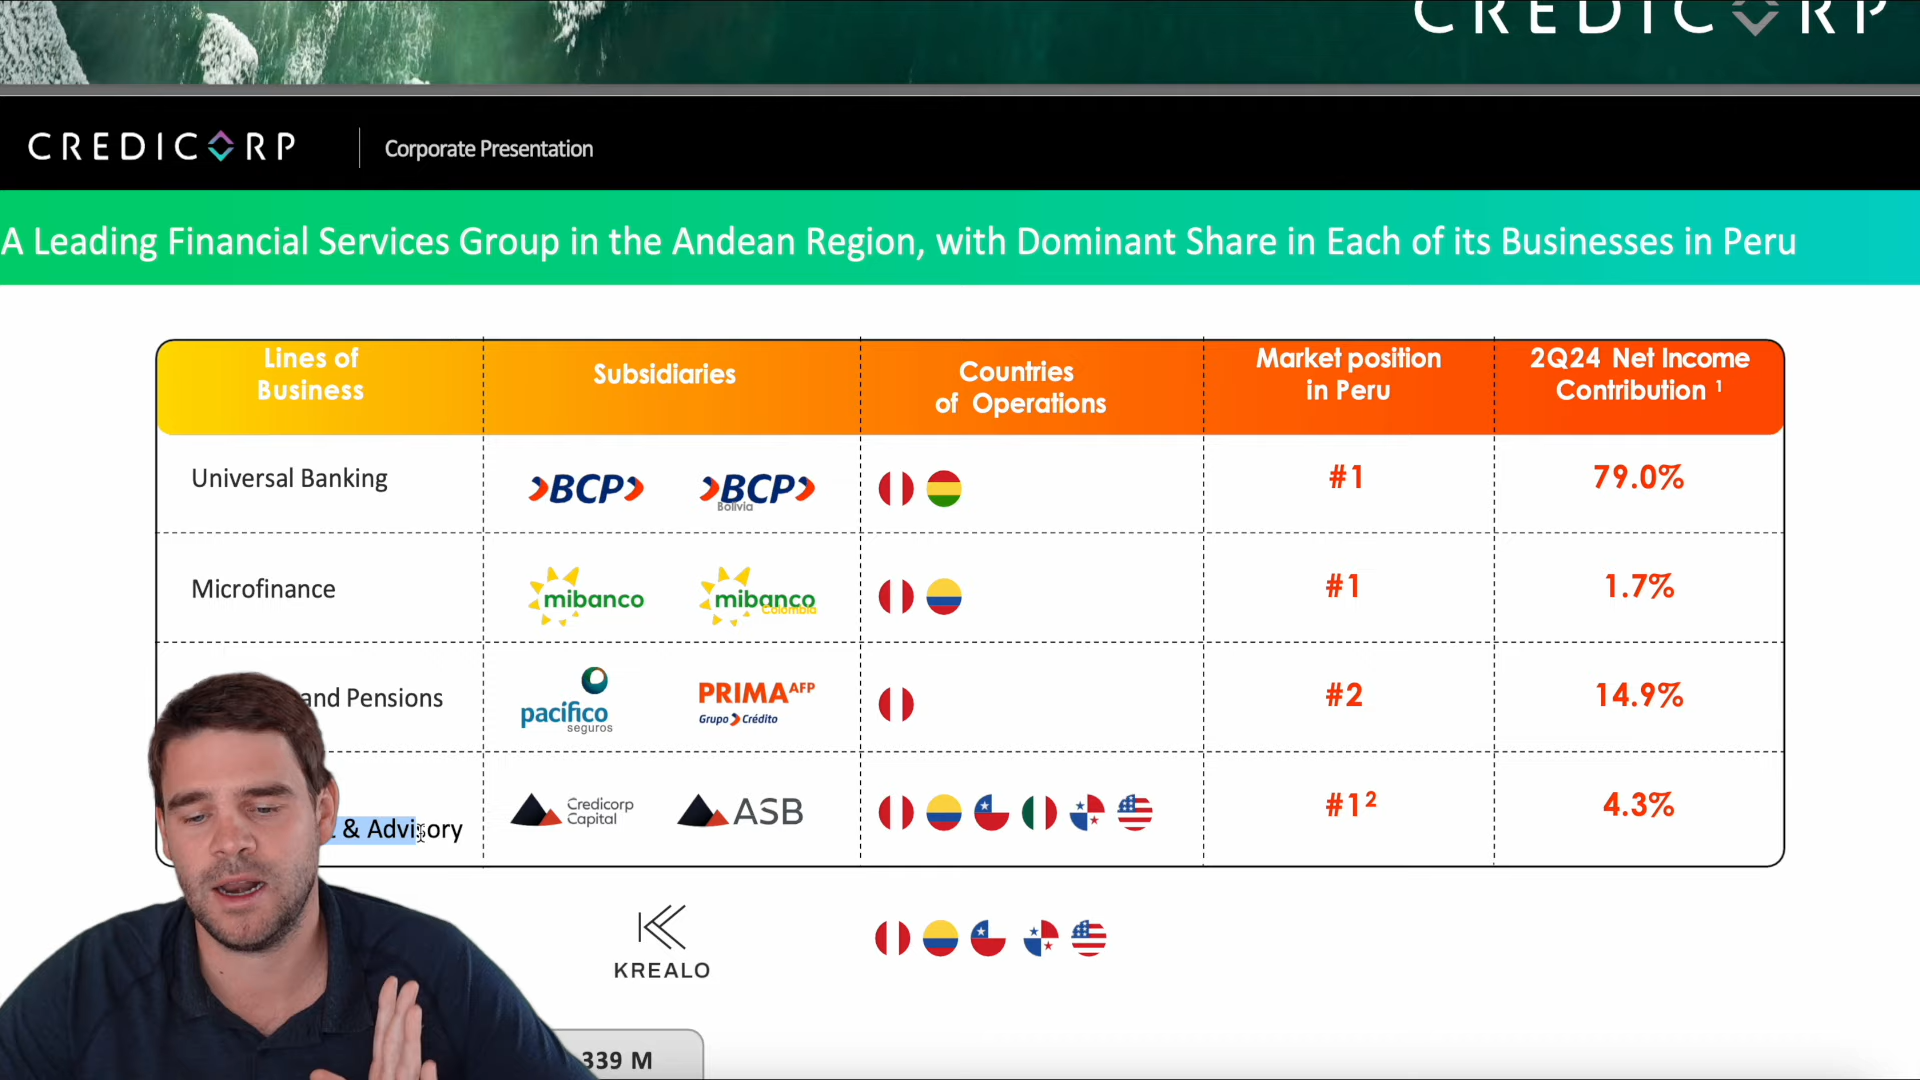 CREDICORP
CREDICORP
Corporate Presentation
A Leading Financial Services Group in the Andean Region, with Dominant Share in Each of its Businesses in Peru
Lines of
Business
Subsidiaries
Countries
of Operations
Market position
in Peru
2Q24 Net Income
Contribution ¹
Universal Banking
BCP
BCP
Bolivia
#1
79.0%
Microfinance
mibanco
mibanco
Colombia
#1
1.7%
and Pensions
pacifico
seguros
PRIMA AFP
Grupo Crédito
#2
14.9%
& Advisory
Credicorp
Capital
ASB
#1²
4.3%
KREALO
339 M